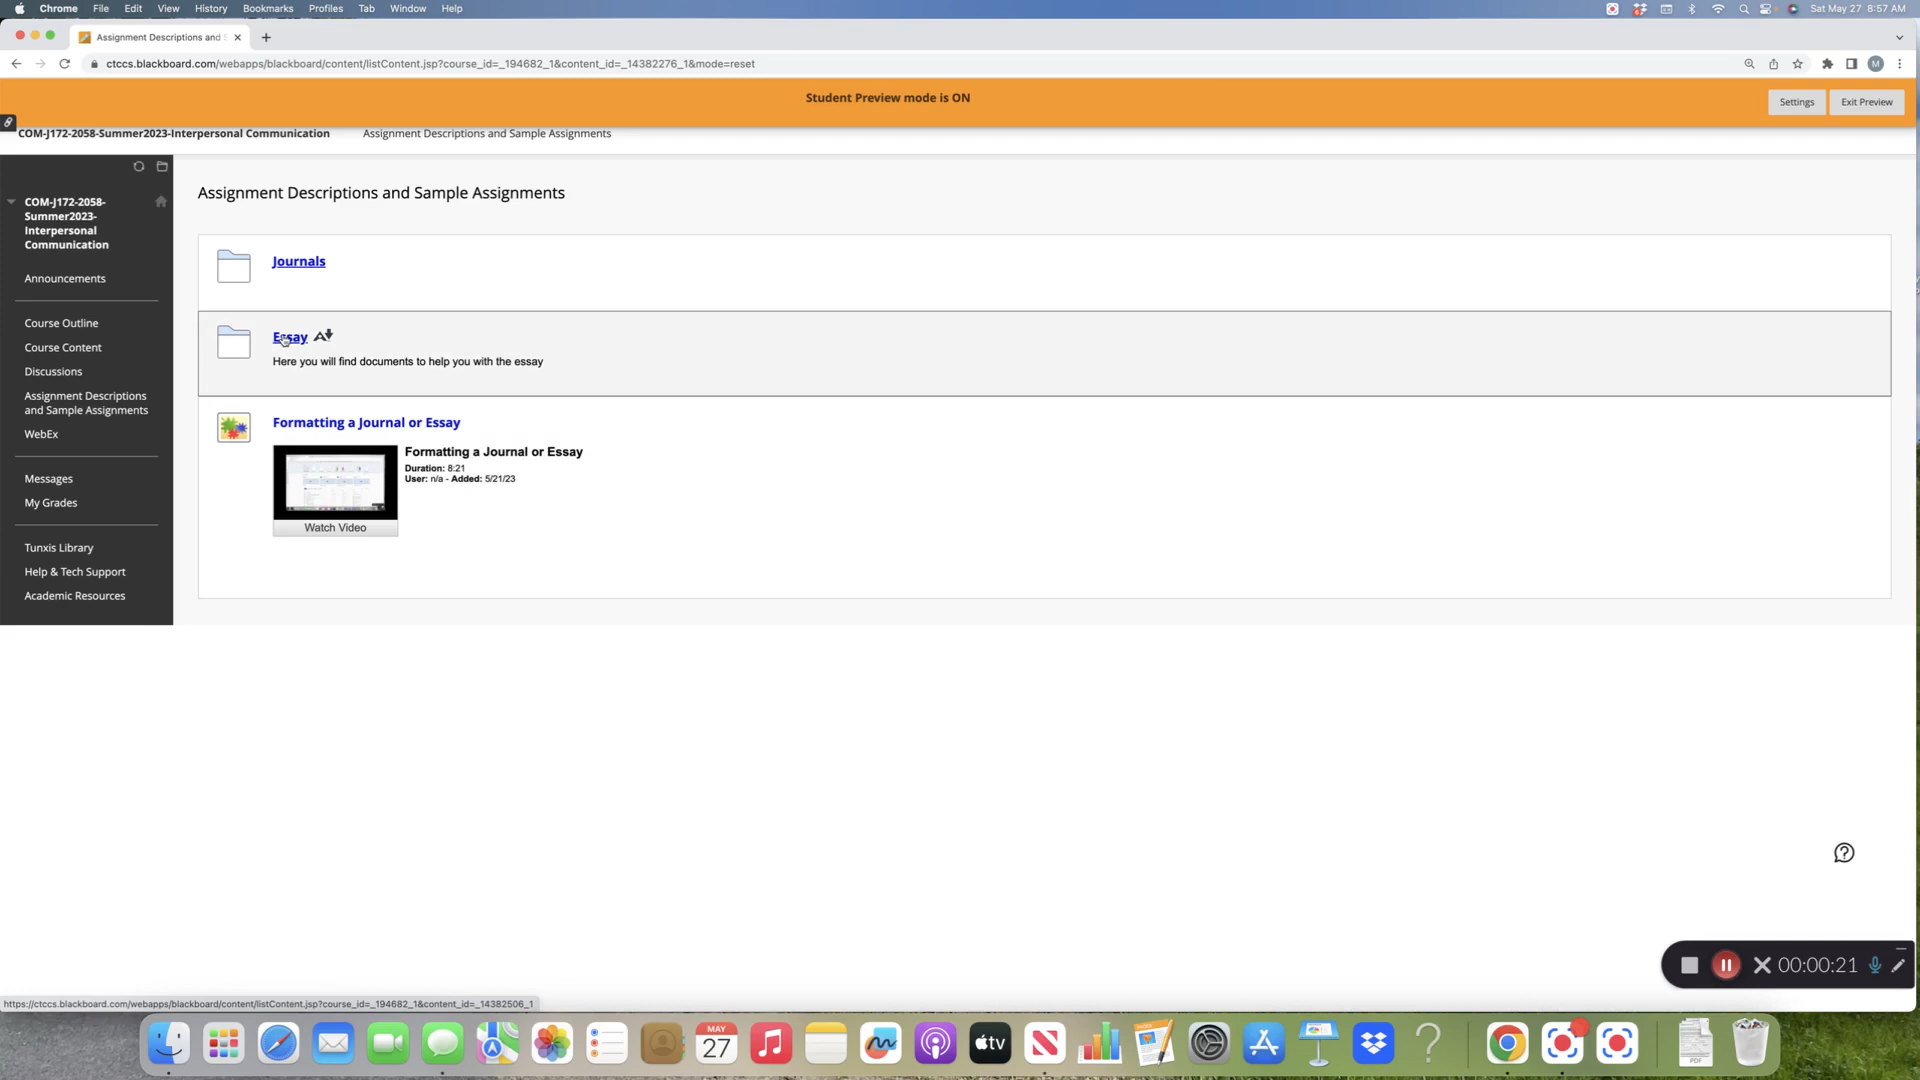 Chrome File Edit View History Bookmarks Profiles Tab Window Help Sat May 27 8:57 AM
Assignment Descriptions and S
ctccs.blackboard.com/webapps/blackboard/content/listContent.jsp?course_id=_194682_1&content_id=_14382276_1&mode=reset
M
Student Preview mode is ON
Settings Exit Preview
COM-J172-2058-Summer2023-Interpersonal Communication Assignment Descriptions and Sample Assignments
COM-J172-2058-
Summer2023-
Interpersonal
Communication
Announcements
Course Outline
Course Content
Discussions
Assignment Descriptions
and Sample Assignments
WebEx
Messages
My Grades
Tunxis Library
Help & Tech Support
Academic Resources
Assignment Descriptions and Sample Assignments
Journals
Essay A
Here you will find documents to help you with the essay
Formatting a Journal or Essay
Formatting a Journal or Essay
Duration: 8:21
User: n/a - Added: 5/21/23
Watch Video
00:00:21
https://ctccs.blackboard.com/webapps/blackboard/content/listContent.jsp?course_id=_194682_1&content_id=_14382506_1
MAY
27
tv
PDF